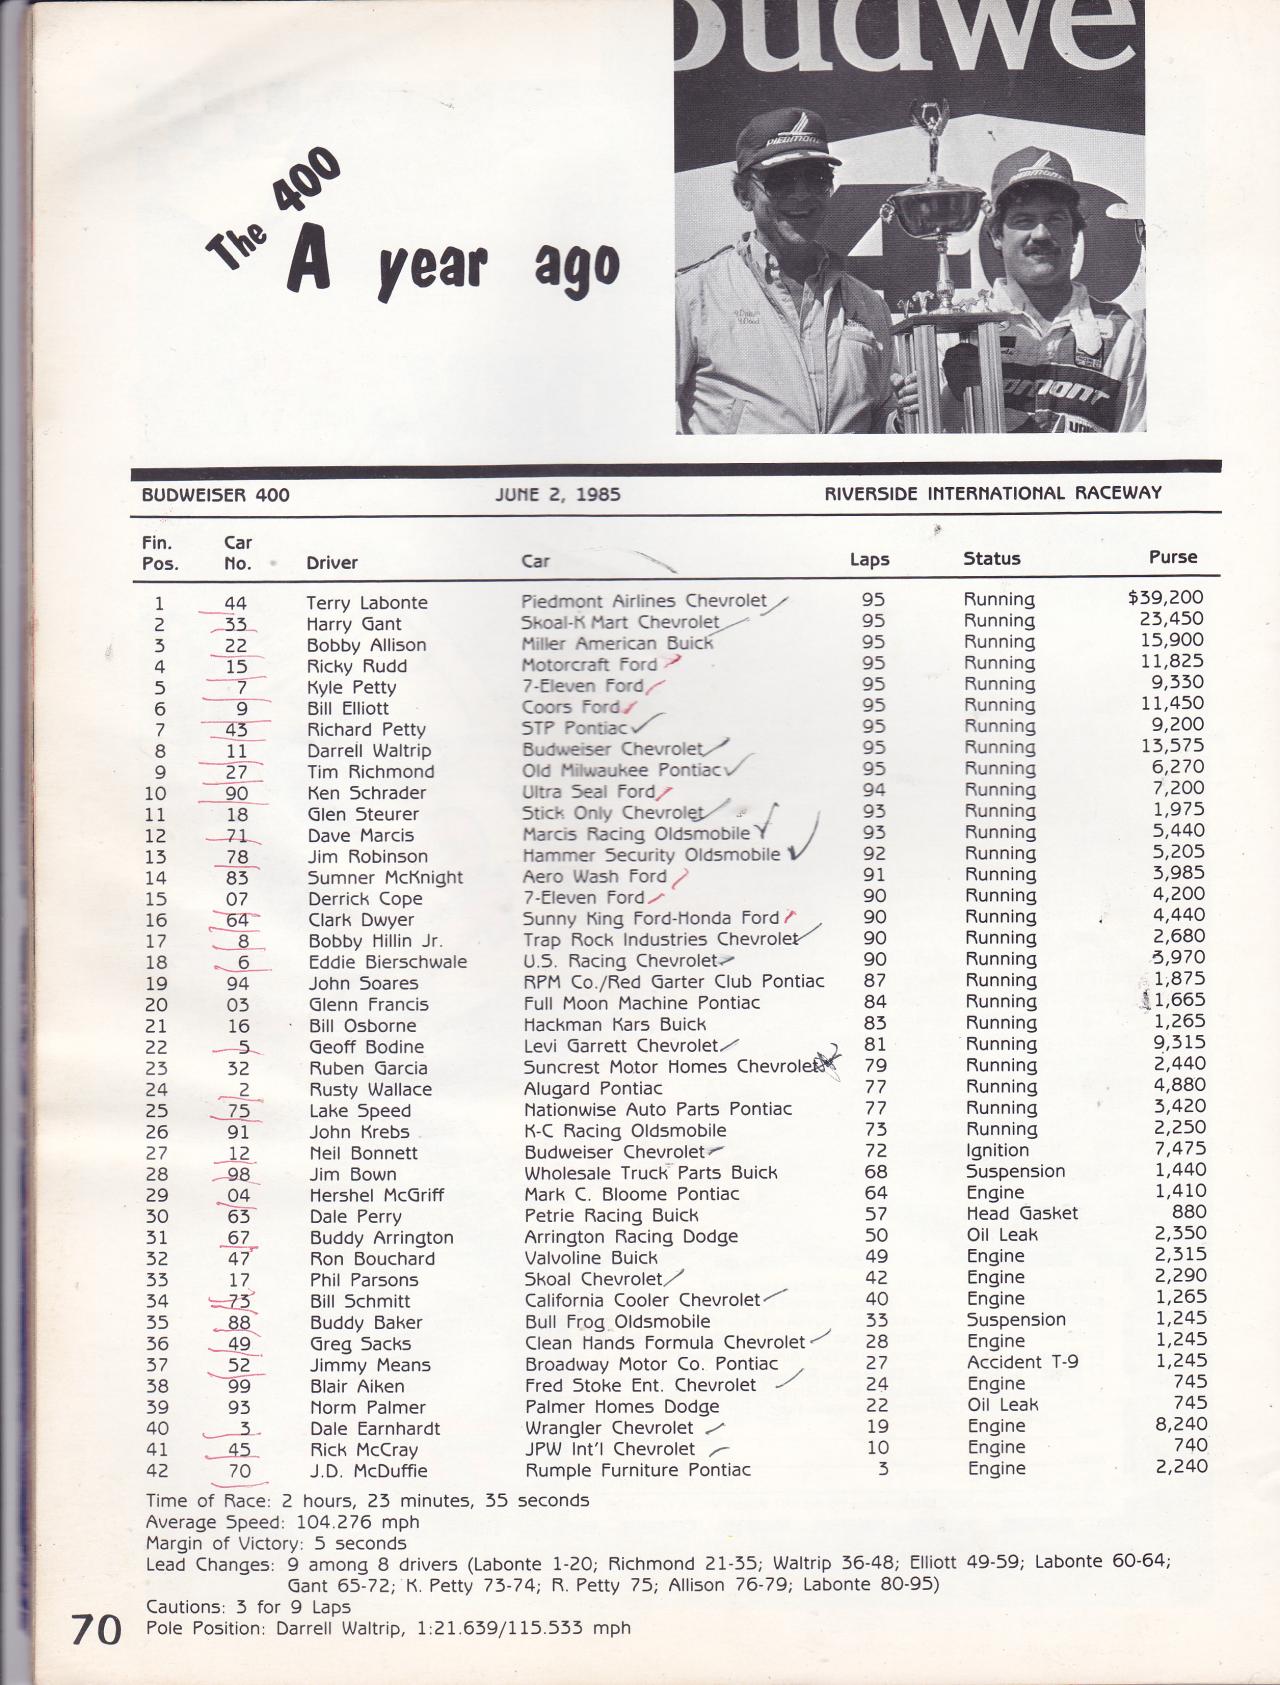 Budwe
PIEDMONT
PIEDMONT
The 400
A year ago
BUDWEISER 400 JUNE 2, 1985 RIVERSIDE INTERNATIONAL RACEWAY
Fin. Pos. Car No. Driver Car Laps Status Purse
1 44 Terry Labonte Piedmont Airlines Chevrolet 95 Running $39,200
2 33 Harry Gant Skoal-K Mart Chevrolet 95 Running 23,450
3 22 Bobby Allison Miller American Buick 95 Running 15,900
4 15 Ricky Rudd Motorcraft Ford 95 Running 11,825
5 7 Kyle Petty 7-Eleven Ford 95 Running 9,330
6 9 Bill Elliott Coors Ford 95 Running 11,450
7 43 Richard Petty STP Pontiac 95 Running 9,200
8 11 Darrell Waltrip Budweiser Chevrolet 95 Running 13,575
9 27 Tim Richmond Old Milwaukee Pontiac 95 Running 6,270
10 90 Ken Schrader Ultra Seal Ford 94 Running 7,200
11 18 Glen Steurer Stick Only Chevrolet 93 Running 1,975
12 71 Dave Marcis Marcis Racing Oldsmobile 93 Running 5,440
13 78 Jim Robinson Hammer Security Oldsmobile 92 Running 5,205
14 83 Sumner McKnight Aero Wash Ford 91 Running 3,985
15 07 Derrick Cope 7-Eleven Ford 90 Running 4,200
16 64 Clark Dwyer Sunny King Ford-Honda Ford 90 Running 4,440
17 8 Bobby Hillin Jr. Trap Rock Industries Chevrolet 90 Running 2,680
18 6 Eddie Bierschwale U.S. Racing Chevrolet 90 Running 3,970
19 94 John Soares RPM Co./Red Garter Club Pontiac 87 Running 1,875
20 03 Glenn Francis Full Moon Machine Pontiac 84 Running 1,665
21 16 Bill Osborne Hackman Kars Buick 83 Running 1,265
22 5 Geoff Bodine Levi Garrett Chevrolet 81 Running 9,315
23 32 Ruben Garcia Suncrest Motor Homes Chevrolet 79 Running 2,440
24 2 Rusty Wallace Alugard Pontiac 77 Running 4,880
25 75 Lake Speed Nationwise Auto Parts Pontiac 77 Running 3,420
26 91 John Krebs K-C Racing Oldsmobile 73 Running 2,250
27 12 Neil Bonnett Budweiser Chevrolet 72 Ignition 7,475
28 98 Jim Bown Wholesale Truck Parts Buick 68 Suspension 1,440
29 04 Hershel McGriff Mark C. Bloome Pontiac 64 Engine 1,410
30 63 Dale Perry Petrie Racing Buick 57 Head Gasket 880
31 67 Buddy Arrington Arrington Racing Dodge 50 Oil Leak 2,350
32 47 Ron Bouchard Valvoline Buick 49 Engine 2,315
33 17 Phil Parsons Skoal Chevrolet 42 Engine 2,290
34 73 Bill Schmitt California Cooler Chevrolet 40 Engine 1,265
35 88 Buddy Baker Bull Frog Oldsmobile 33 Suspension 1,245
36 49 Greg Sacks Clean Hands Formula Chevrolet 28 Engine 1,245
37 52 Jimmy Means Broadway Motor Co. Pontiac 27 Accident T-9 1,245
38 99 Blair Aiken Fred Stoke Ent. Chevrolet 24 Engine 745
39 93 Norm Palmer Palmer Homes Dodge 22 Oil Leak 745
40 3 Dale Earnhardt Wrangler Chevrolet 19 Engine 8,240
41 45 Rick McCray JPW Int'l Chevrolet 10 Engine 740
42 70 J.D. McDuffie Rumple Furniture Pontiac 3 Engine 2,240
Time of Race: 2 hours, 23 minutes, 35 seconds
Average Speed: 104.276 mph
Margin of Victory: 5 seconds
Lead Changes: 9 among 8 drivers (Labonte 1-20; Richmond 21-35; Waltrip 36-48; Elliott 49-59; Labonte 60-64;
Gant 65-72; K. Petty 73-74; R. Petty 75; Allison 76-79; Labonte 80-95)
Cautions: 3 for 9 Laps
Pole Position: Darrell Waltrip, 1:21.639/115.533 mph
70